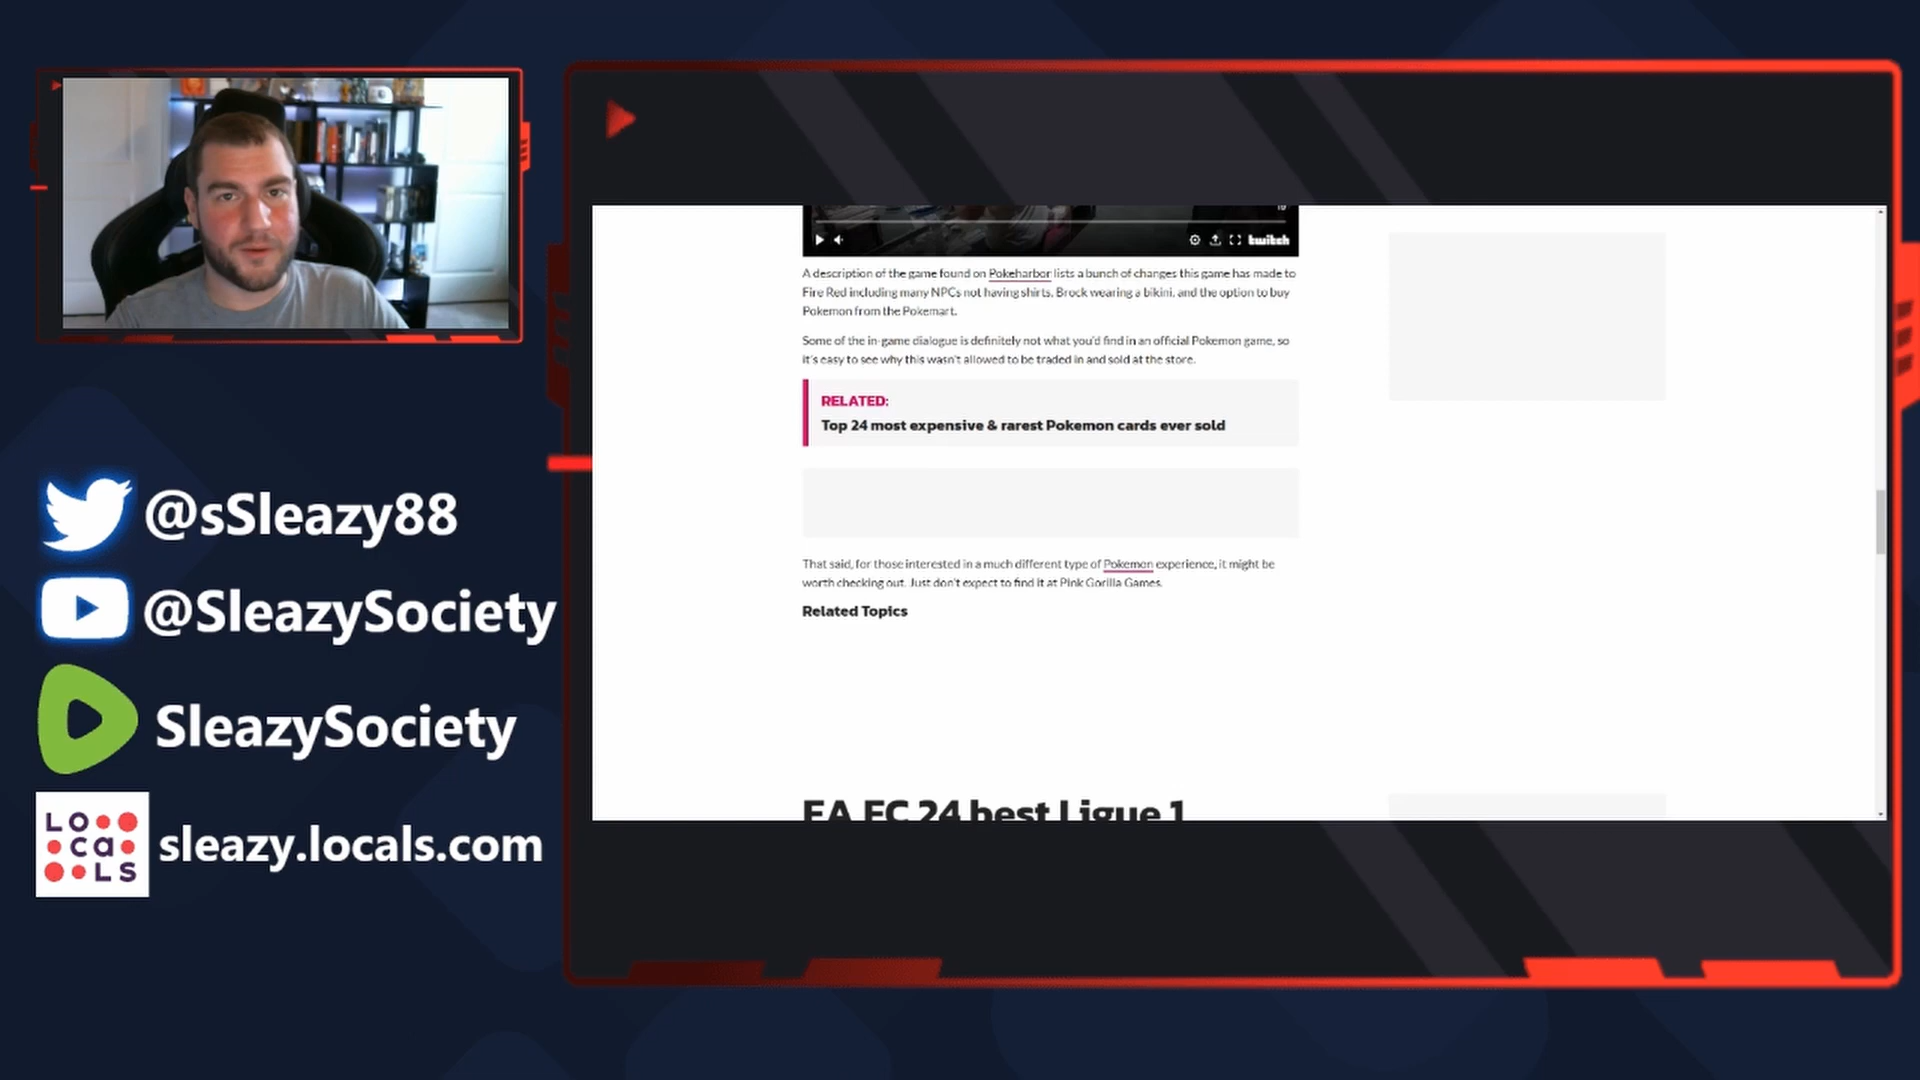 @sSleazy88
@SleazySociety
SleazySociety
LOcaLS
sleazy.locals.com
twitch
A description of the game found on Pokeharbor lists a bunch of changes this game has made to
Fire Red including many NPCs not having shirts, Brock wearing a bikini, and the option to buy
Pokemon from the Pokemart.
Some of the in-game dialogue is definitely not what you'd find in an official Pokemon game, so
it's easy to see why this wasn't allowed to be traded in and sold at the store.
RELATED:
Top 24 most expensive & rarest Pokemon cards ever sold
That said, for those interested in a much different type of Pokemon experience, it might be
worth checking out. Just don't expect to find it at Pink Gorilla Games.
Related Topics
EA FC 24 best Ligue 1